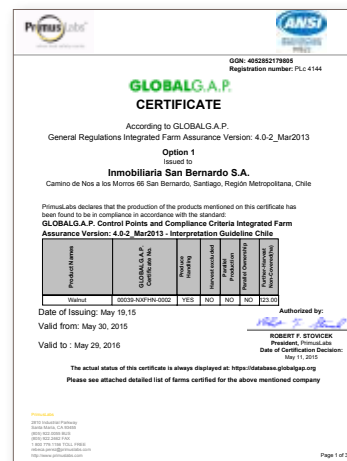 PrimusLabs
ANSI
GGN: 4052852179805
Registration number: PLc 4144
GLOBALG.A.P.
CERTIFICATE
According to GLOBALG.A.P.
General Regulations Integrated Farm Assurance Version: 4.0-2_Mar2013
Option 1
Issued to
Inmobiliaria San Bernardo S.A.
Camino de Nos a los Morros 66 San Bernardo, Santiago, Región Metropolitana, Chile
PrimusLabs declares that the production of the products mentioned on this certificate has
been found to be in compliance in accordance with the standard:
GLOBALG.A.P. Control Points and Compliance Criteria Integrated Farm
Assurance Version: 4.0-2_Mar2013 - Interpretation Guideline Chile
Product Names GLOBALG.A.P. Certificate No. Produce Handling Harvest excluded Parallel Production Parallel Ownership Further-Harvest Non-Covered(ha)
Walnut 00039-NXFHN-0002 YES NO NO NO 123.00
Date of Issuing: May 19,15
Authorized by:
Valid from: May 30, 2015
ROBERT F. STOVICEK
President, PrimusLabs
Valid to : May 29, 2016
Date of Certification Decision:
May 11, 2015
The actual status of this certificate is always displayed at: https://database.globalgap.org
Please see attached detailed list of farms certified for the above mentioned company
PrimusLabs
Page 1 of